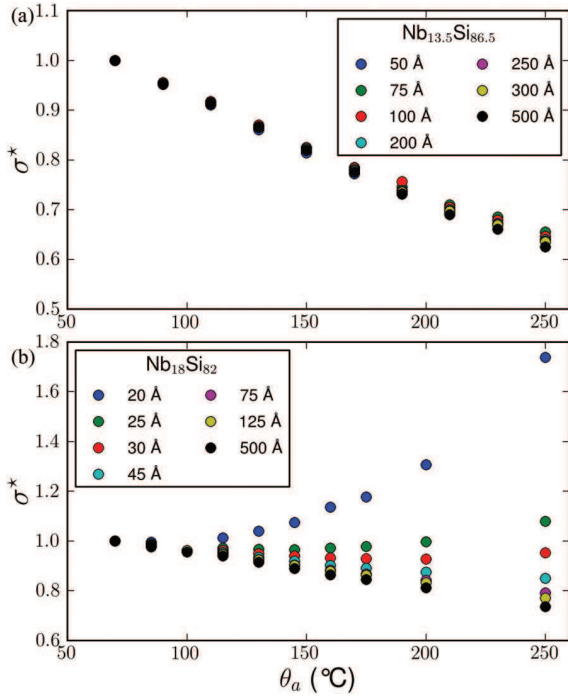 (a)
1.1
1.0
0.9
0.8
0.7
0.6
0.5
σ*
Nb13.5Si86.5
50 Å
75 Å
100 Å
200 Å
250 Å
300 Å
500 Å
50 100 150 200 250
(b)
1.8
1.6
1.4
1.2
1.0
0.8
0.6
σ*
Nb18Si82
20 Å
25 Å
30 Å
45 Å
75 Å
125 Å
500 Å
50 100 150 200 250
θa (°C)